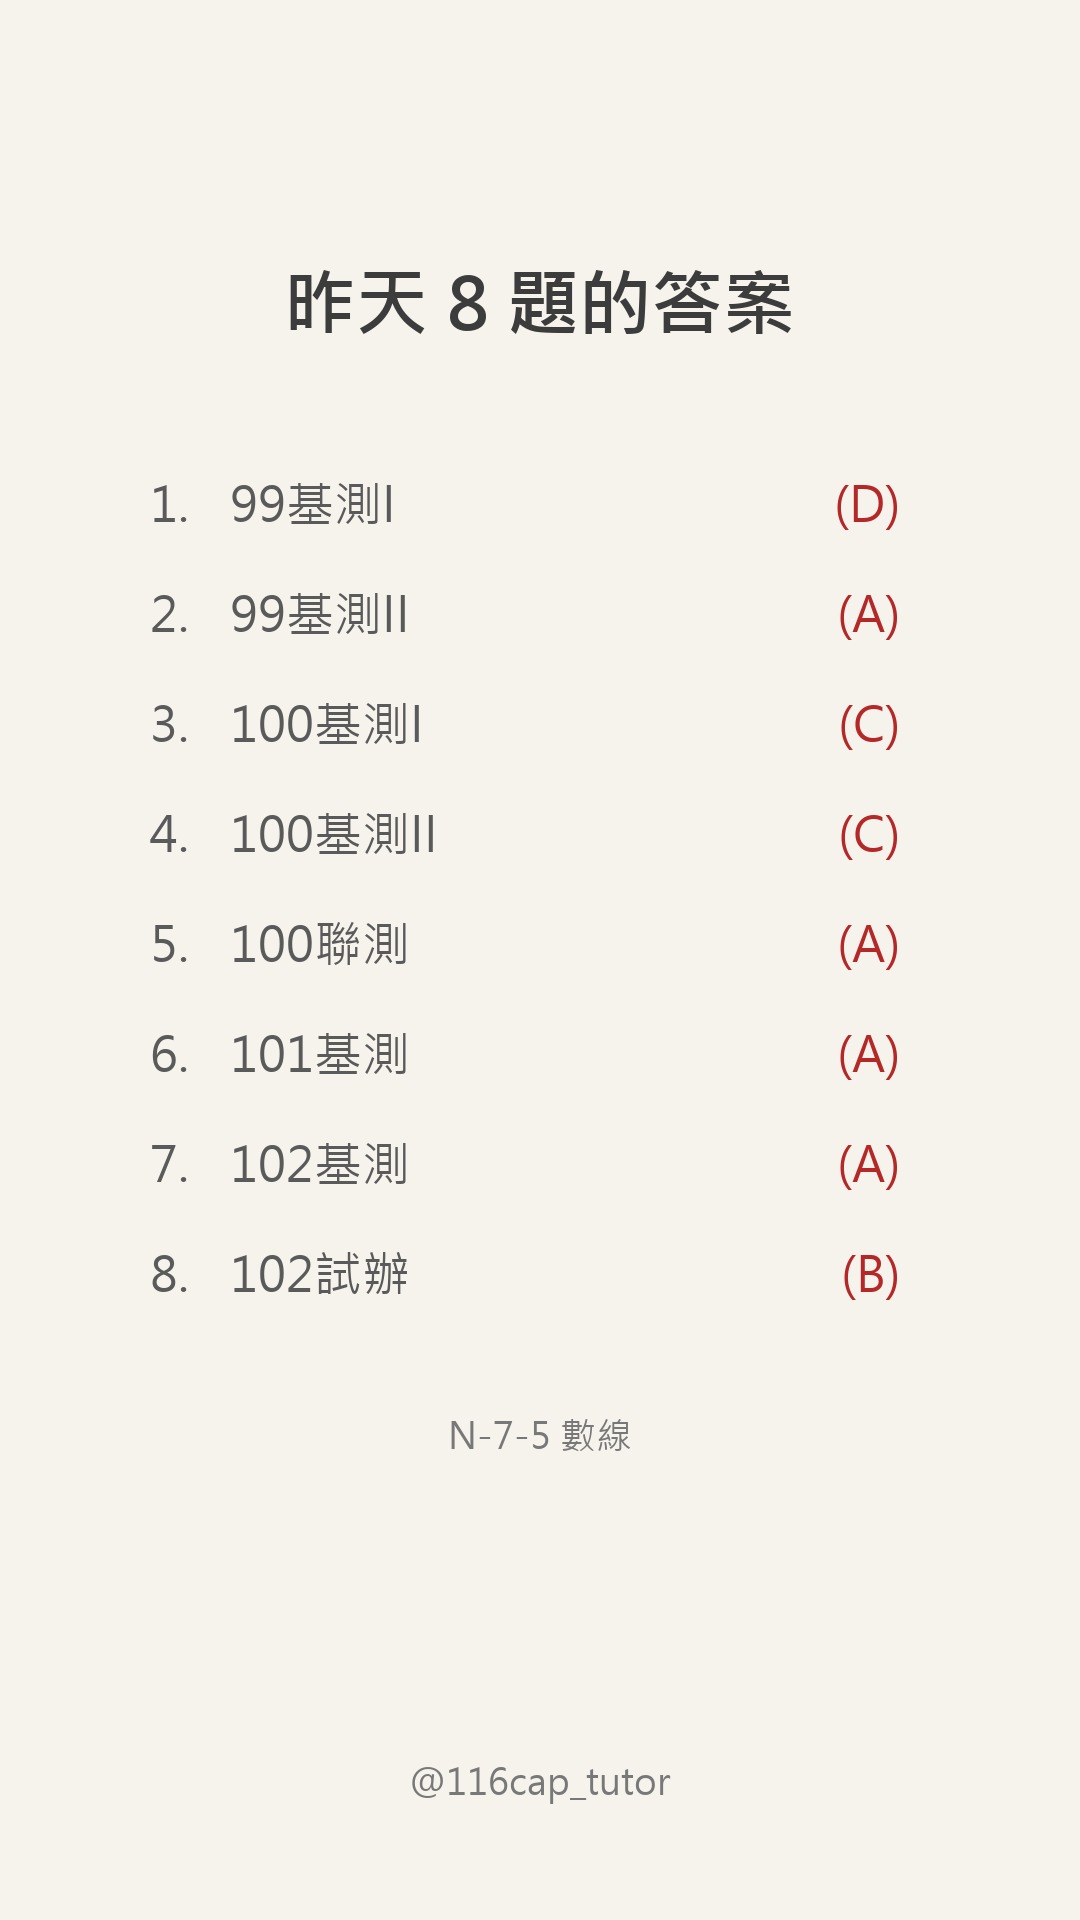 昨天 8 題的答案
1. 99基測I (D)
2. 99基測II (A)
3. 100基測I (C)
4. 100基測II (C)
5. 100聯測 (A)
6. 101基測 (A)
7. 102基測 (A)
8. 102試辦 (B)
N-7-5 數線
@116cap_tutor